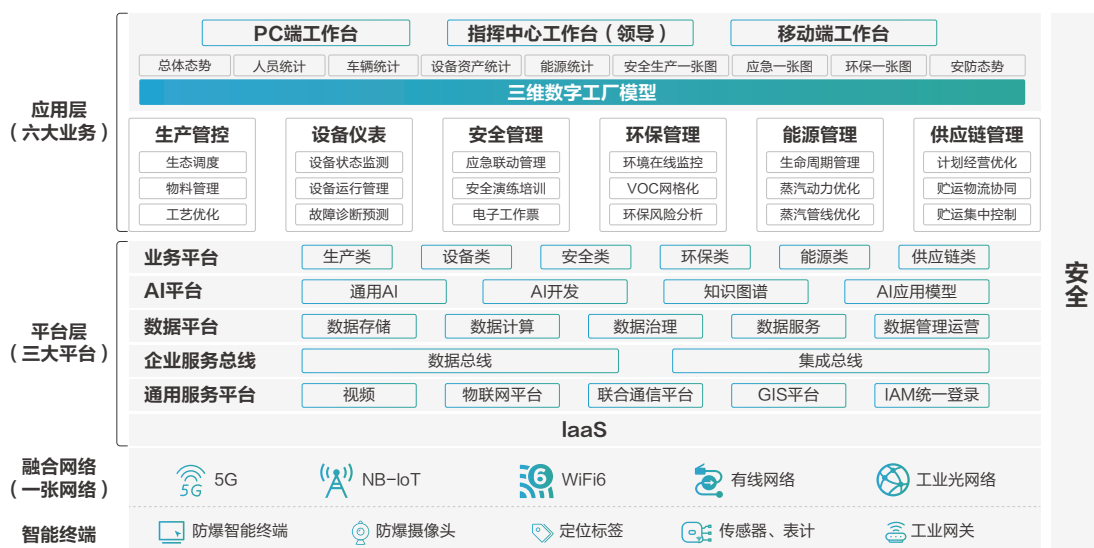 PC端工作台 指挥中心工作台（领导） 移动端工作台
总体态势 人员统计 车辆统计 设备资产统计 能源统计 安全生产一张图 应急一张图 环保一张图 安防态势
三维数字工厂模型
应用层
（六大业务）
生产管控 设备仪表 安全管理 环保管理 能源管理 供应链管理
生态调度 设备状态监测 应急联动管理 环境在线监控 生命周期管理 计划经营优化
物料管理 设备运行管理 安全演练培训 VOC网格化 蒸汽动力优化 贮运物流协同
工艺优化 故障诊断预测 电子工作票 环保风险分析 蒸汽管线优化 贮运集中控制
平台层
（三大平台）
业务平台 生产类 设备类 安全类 环保类 能源类 供应链类
AI平台 通用AI AI开发 知识图谱 AI应用模型
数据平台 数据存储 数据计算 数据治理 数据服务 数据管理运营
企业服务总线 数据总线 集成总线
通用服务平台 视频 物联网平台 联合通信平台 GIS平台 IAM统一登录
IaaS
融合网络
（一张网络）
5G 5G NB-IoT 6 WiFi6 有线网络 工业光网络
智能终端 防爆智能终端 防爆摄像头 定位标签 传感器、表计 工业网关
安全